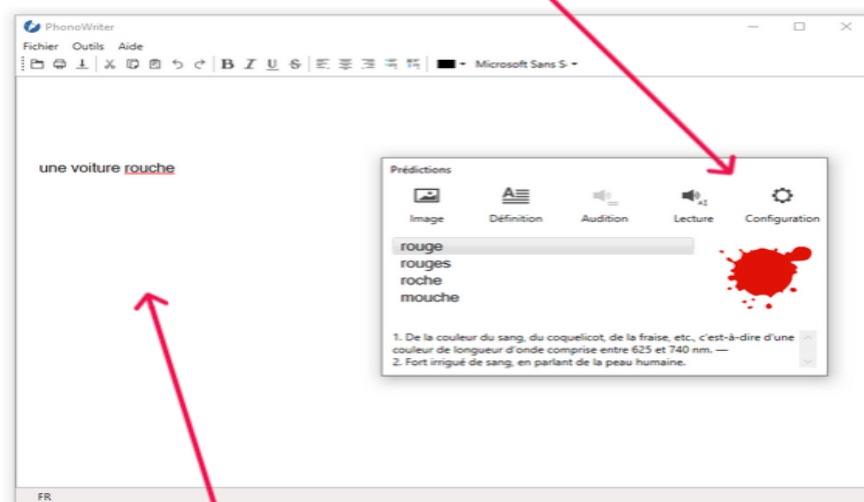 PhonoWriter
Fichier Outils Aide
B I U S Microsoft Sans S
une voiture rouche
Prédictions
Image Définition Audition Lecture Configuration
rouge
rouges
roche
mouche
1. De la couleur du sang, du coquelicot, de la fraise, etc., c'est-à-dire d'une
couleur de longueur d'onde comprise entre 625 et 740 nm. —
2. Fort irrigué de sang, en parlant de la peau humaine.
FR